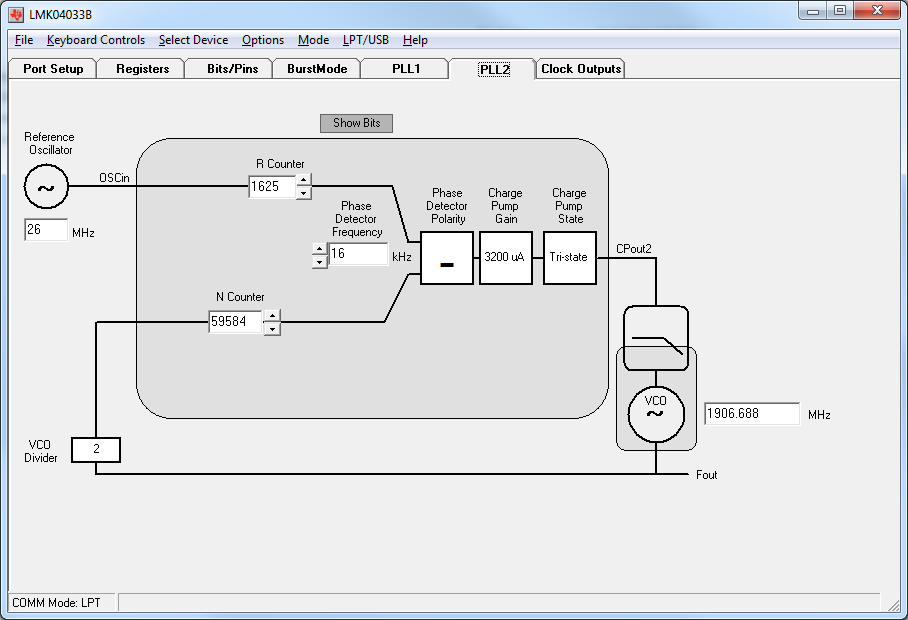 LMK04033B
File Keyboard Controls Select Device Options Mode LPT/USB Help
Port Setup Registers Bits/Pins BurstMode PLL1 PLL2 Clock Outputs
Show Bits
Reference
Oscillator
~
26 MHz
OSCin
R Counter
1625
Phase
Detector
Frequency
16 kHz
Phase
Detector
Polarity
-
Charge
Pump
Gain
3200 uA
Charge
Pump
State
Tri-state
CPout2
N Counter
59584
VCO
~
1906.688 MHz
VCO
Divider
2
Fout
COMM Mode: LPT